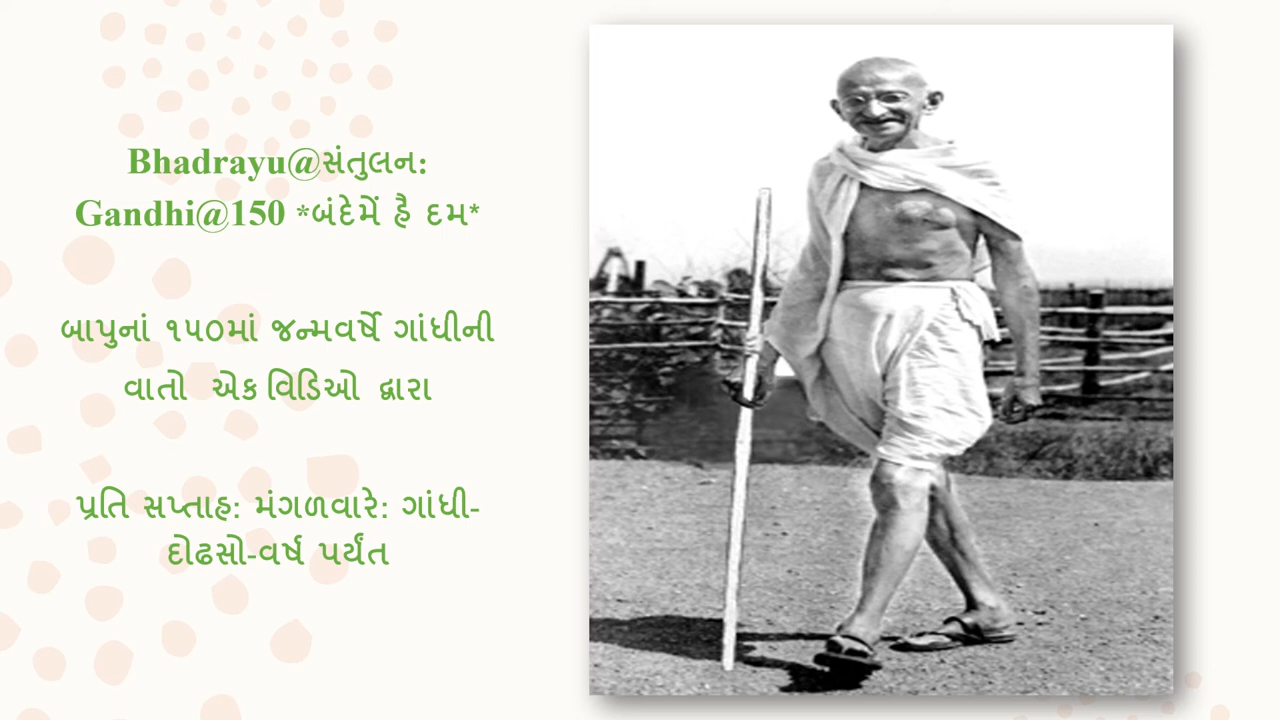 Bhadrayu@સંતુલન:
Gandhi@150 *બંદેમેં હૈ દમ*
બાપુનાં ૧૫૦માં જન્મવર્ષે ગાંધીની
વાતો એક વિડિઓ દ્વારા
પ્રતિ સપ્તાહ: મંગળવારે: ગાંધી-
દોઢસો-વર્ષ પર્યંત